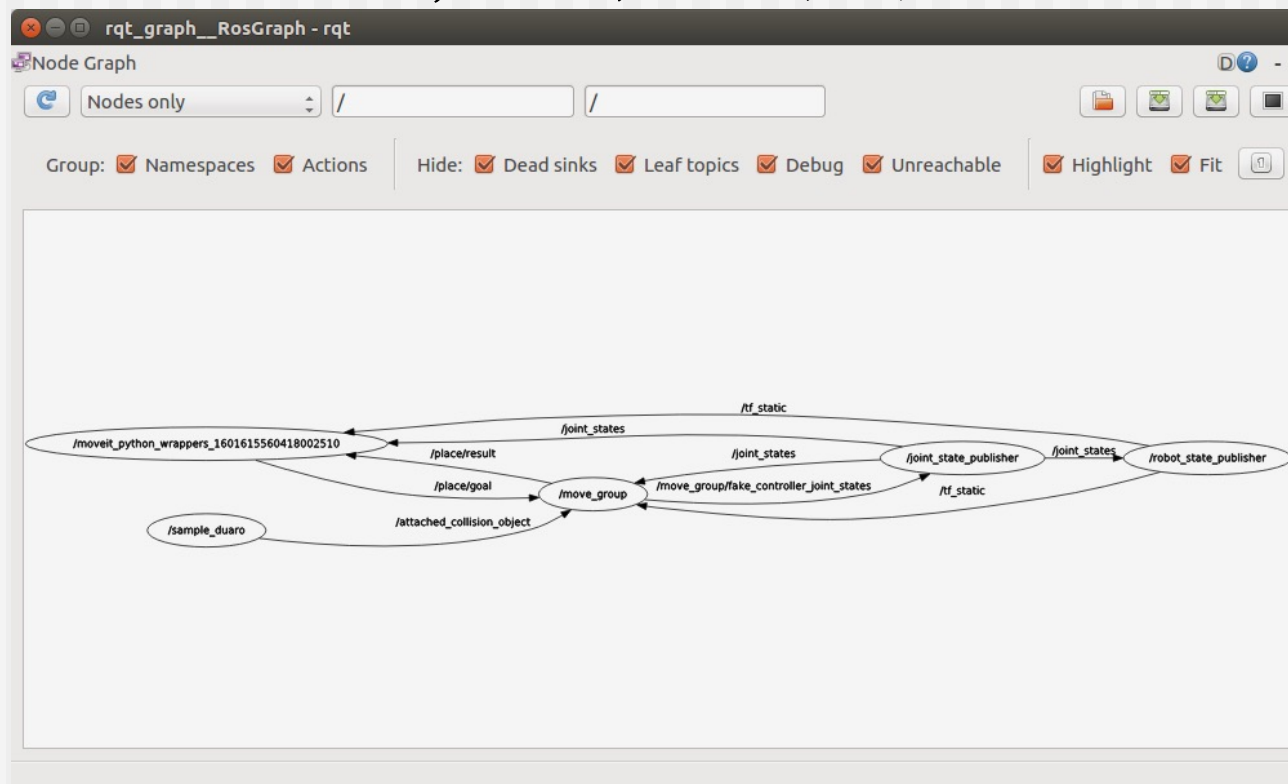 rqt_graph__RosGraph - rqt
Node Graph
D ? -
Nodes only / /
Group: Namespaces Actions Hide: Dead sinks Leaf topics Debug Unreachable Highlight Fit
/tf_static
/joint_states
/moveit_python_wrappers_1601615560418002510
/place/result
/joint_states
/joint_state_publisher
/joint_states
/robot_state_publisher
/place/goal
/move_group
/move_group/fake_controller_joint_states
/tf_static
/sample_duaro
/attached_collision_object